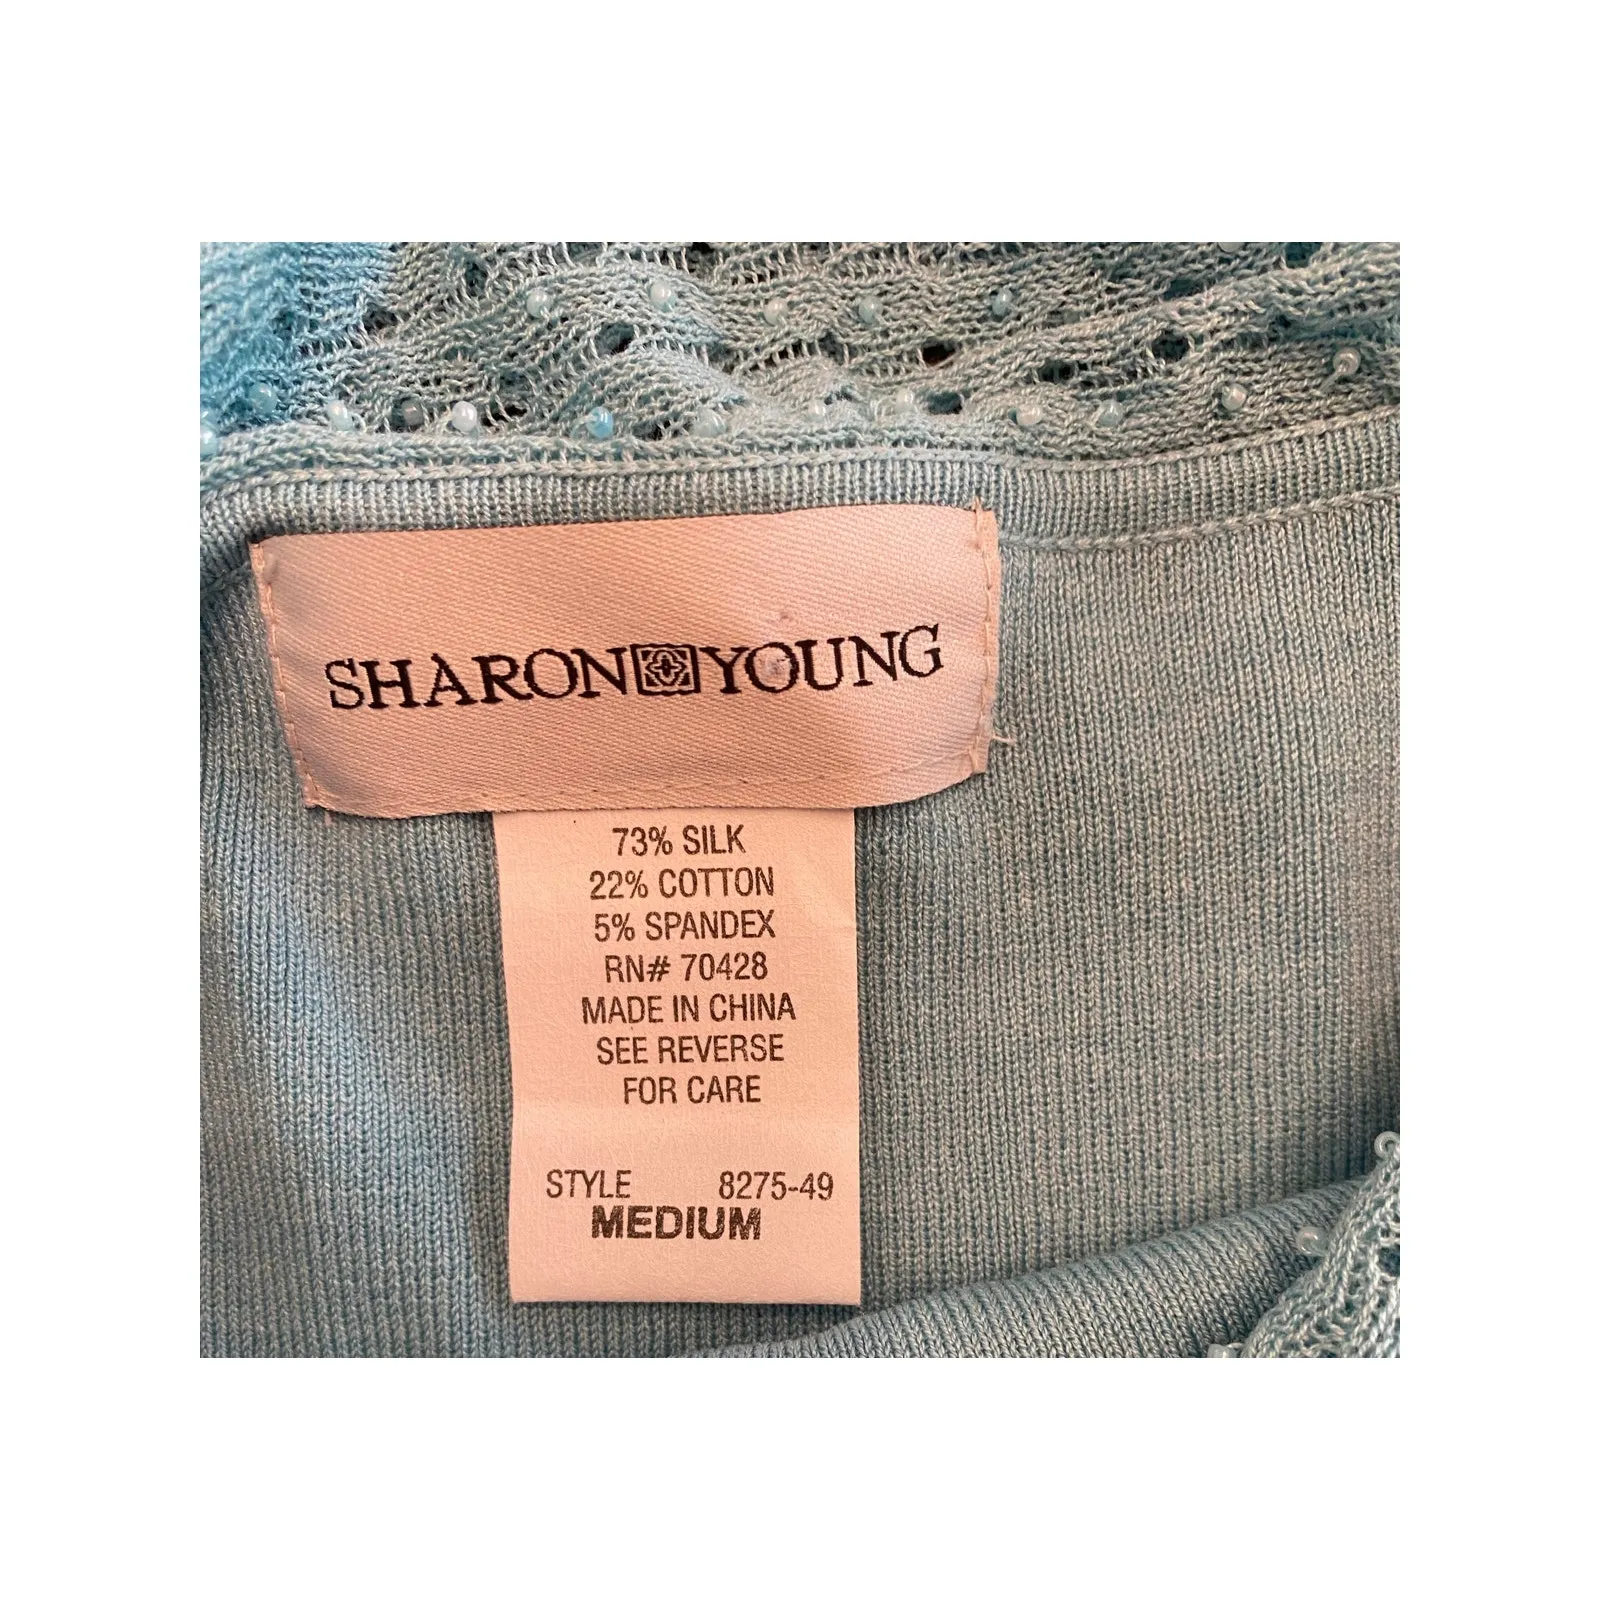 SHARON YOUNG
73% SILK
22% COTTON
5% SPANDEX
RN# 70428
MADE IN CHINA
SEE REVERSE
FOR CARE
STYLE 8275-49
MEDIUM